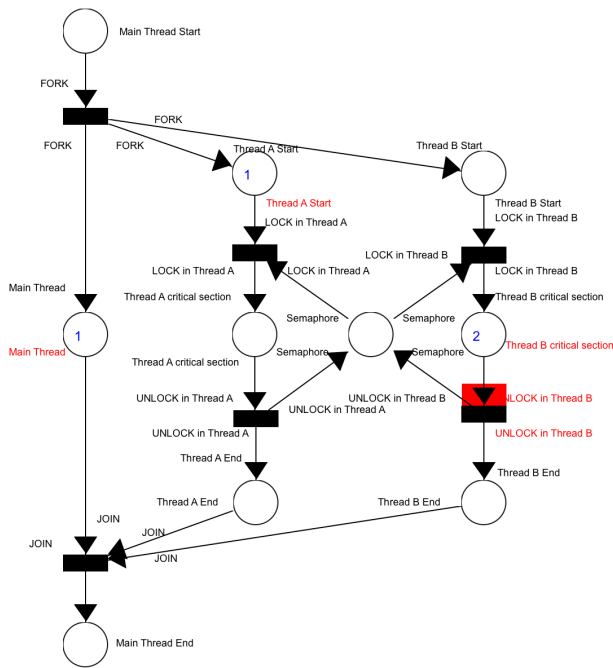 Main Thread Start
FORK
FORK
FORK
FORK
Thread A Start
Thread B Start
1
Thread A Start
Thread B Start
LOCK in Thread A
LOCK in Thread B
LOCK in Thread B
LOCK in Thread A
LOCK in Thread A
LOCK in Thread B
Main Thread
Thread A critical section
Thread B critical section
Semaphore
Semaphore
1
2
Main Thread
Thread B critical section
Thread A critical section
Semaphore
Semaphore
UNLOCK in Thread A
UNLOCK in Thread B
UNLOCK in Thread B
UNLOCK in Thread A
UNLOCK in Thread A
UNLOCK in Thread B
Thread A End
Thread B End
Thread A End
Thread B End
JOIN
JOIN
JOIN
JOIN
Main Thread End